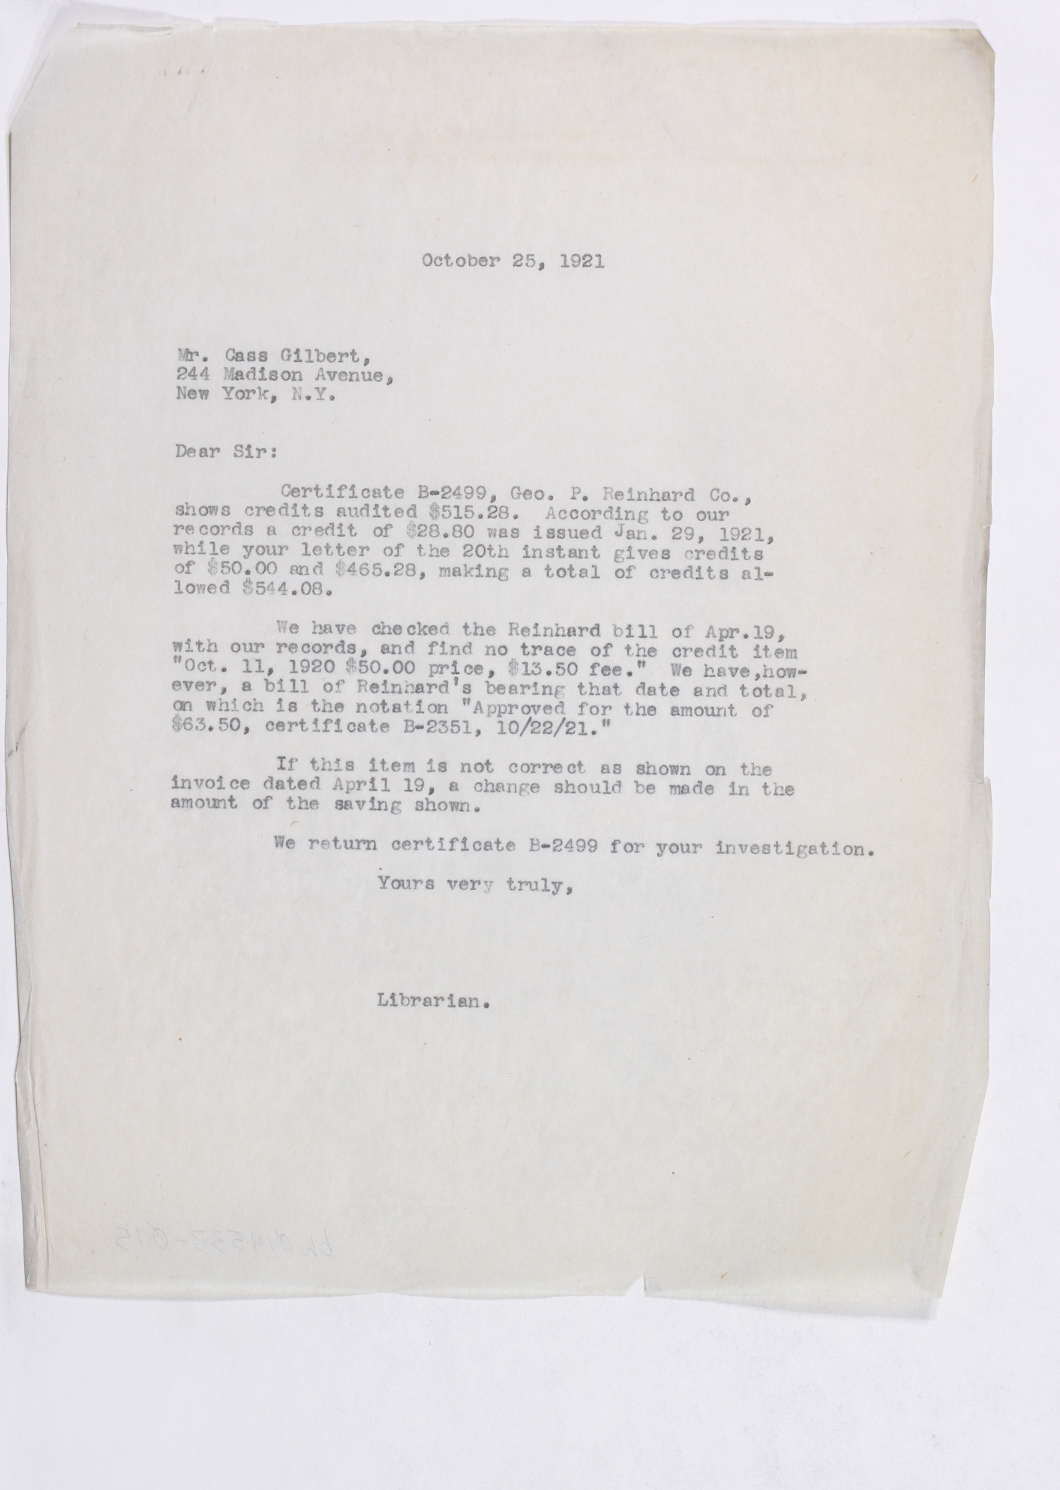 October 25, 1921
Mr. Cass Gilbert,
244 Madison Avenue,
New York, N.Y.
Dear Sir:
Certificate B-2499, Geo. P. Reinhard Co.,
shows credits audited $515.28. According to our
records a credit of $28.80 was issued Jan. 29, 1921,
while your letter of the 20th instant gives credits
of $50.00 and $465.28, making a total of credits al-
lowed $544.08.
We have checked the Reinhard bill of Apr.19,
with our records, and find no trace of the credit item
"Oct. 11, 1920 $50.00 price, $13.50 fee." We have,how-
ever, a bill of Reinhard's bearing that date and total,
on which is the notation "Approved for the amount of
$63.50, certificate B-2351, 10/22/21."
If this item is not correct as shown on the
invoice dated April 19, a change should be made in the
amount of the saving shown.
We return certificate B-2499 for your investigation.
Yours very truly,
Librarian.